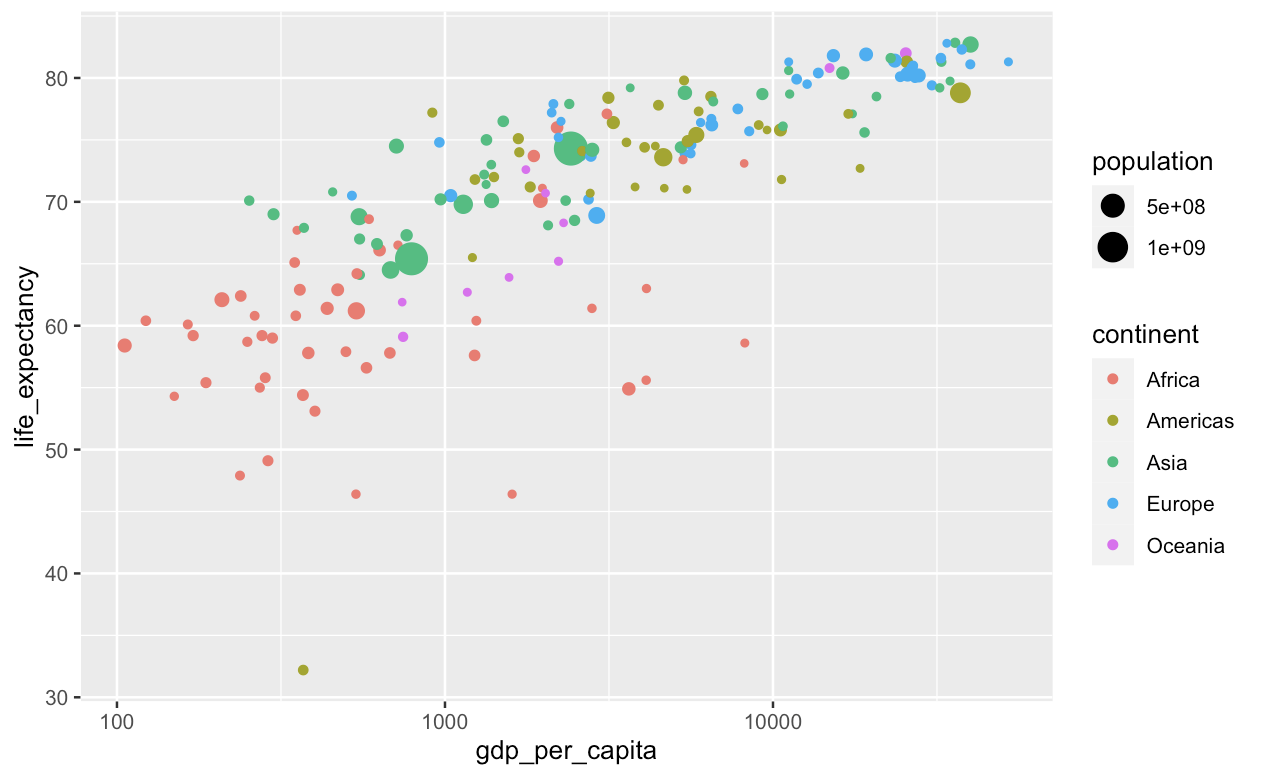 80
70
60
50
40
30
life_expectancy
100
1000
10000
gdp_per_capita
population
5e+08
1e+09
continent
Africa
Americas
Asia
Europe
Oceania